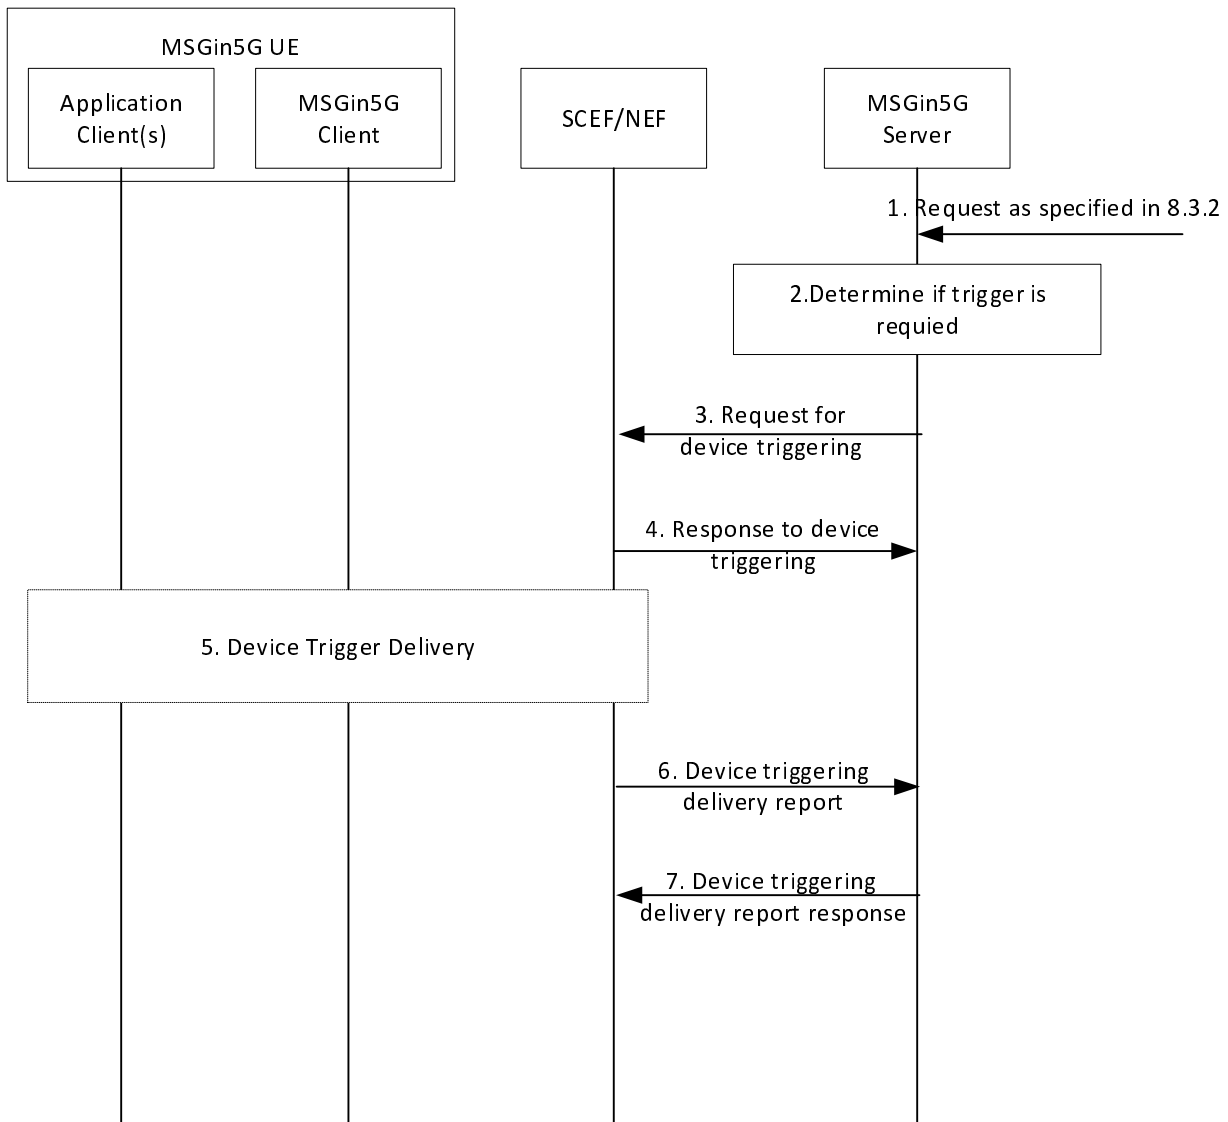 MSGin5G UE
Application
Client(s)
MSGin5G
Client
SCEF/NEF
MSGin5G
Server
1. Request as specified in 8.3.2
2.Determine if trigger is
requied
3. Request for
device triggering
4. Response to device
triggering
5. Device Trigger Delivery
6. Device triggering
delivery report
7. Device triggering
delivery report response